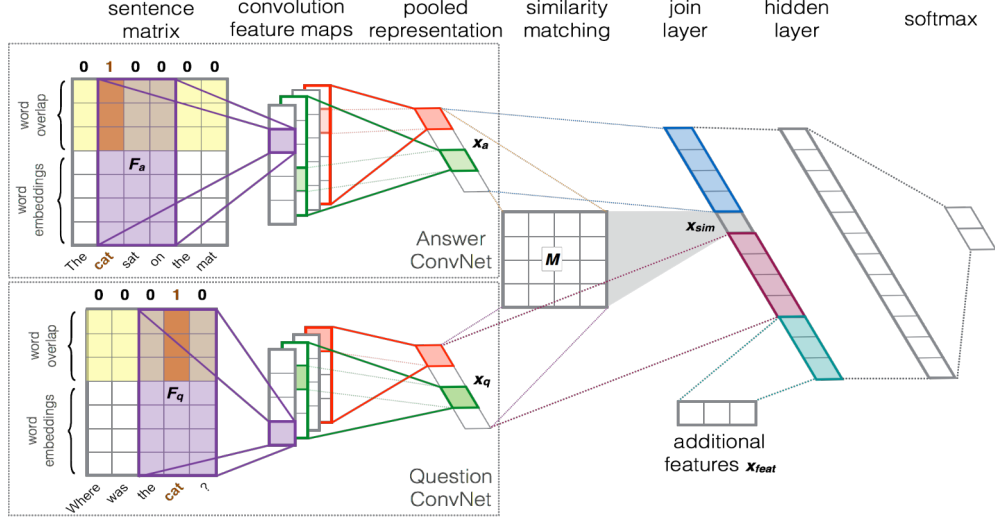 sentence matrix
convolution feature maps
pooled representation
similarity matching
join layer
hidden layer
softmax
0 1 0 0 0 0
word overlap
word embeddings
Fa
The cat sat on the mat
xa
Answer ConvNet
M
xsim
0 0 0 1 0
word overlap
word embeddings
Fq
Where was the cat ?
xq
Question ConvNet
additional
features xfeat